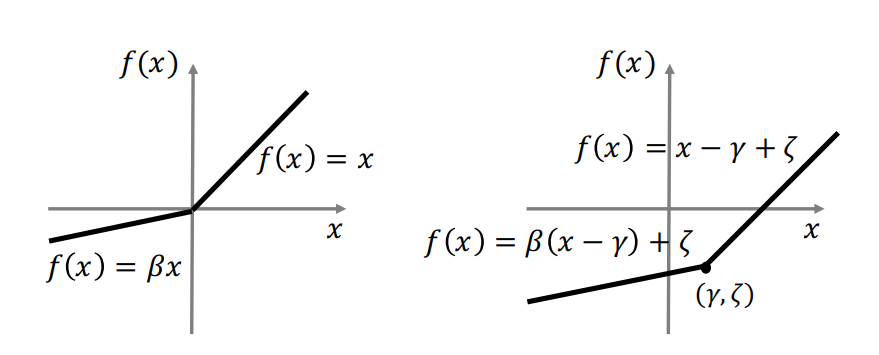 f(x)
f(x) = x
x
f(x) = βx
f(x)
f(x) = x − γ + ζ
x
f(x) = β(x − γ) + ζ
(γ, ζ)